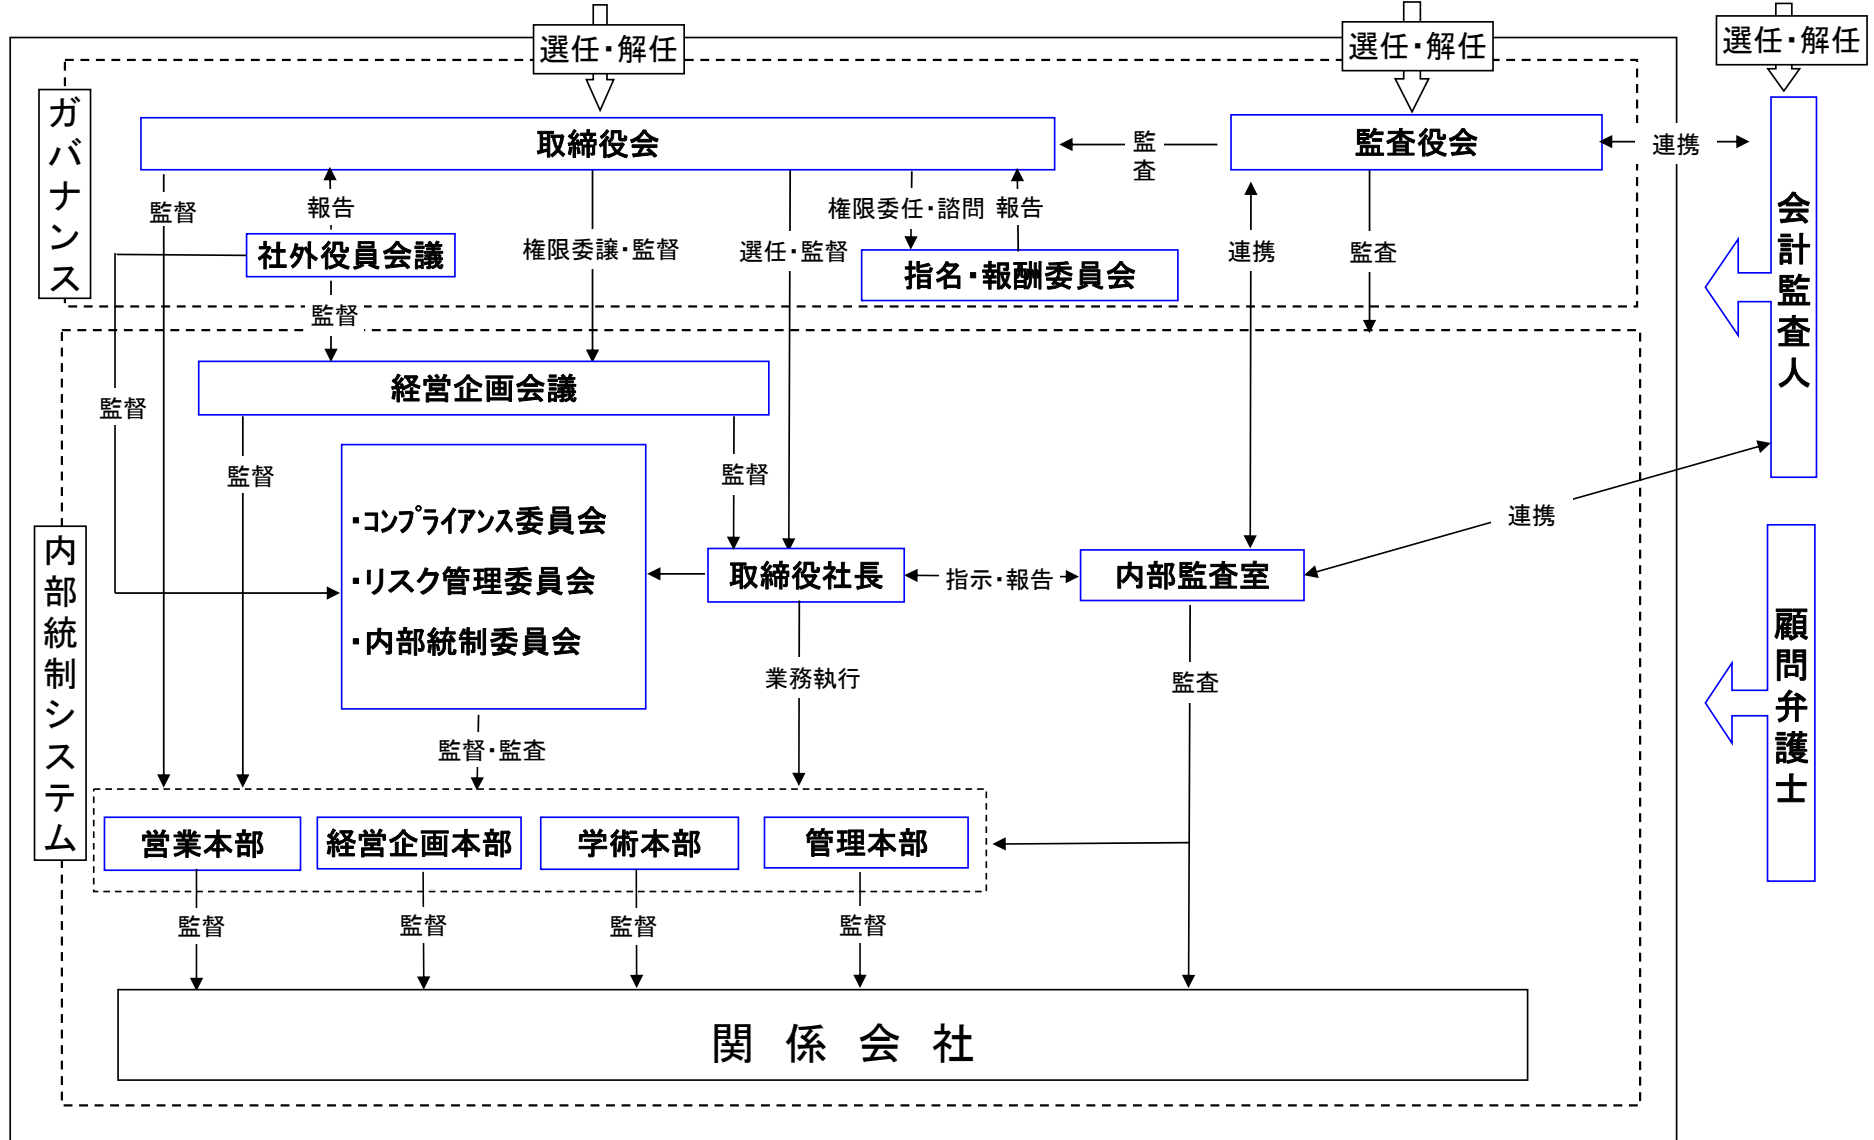 選任・解任
選任・解任
選任・解任
ガバナンス
取締役会
監査
監査役会
連携
会計監査人
監督
報告
権限委譲・監督
選任・監督
権限委任・諮問
報告
連携
監査
社外役員会議
指名・報酬委員会
監督
経営企画会議
監督
監督
監督
・コンプライアンス委員会
・リスク管理委員会
・内部統制委員会
連携
内部統制システム
取締役社長
指示・報告
内部監査室
顧問弁護士
業務執行
監査
監督・監査
営業本部
経営企画本部
学術本部
管理本部
監督
監督
監督
監督
関係会社